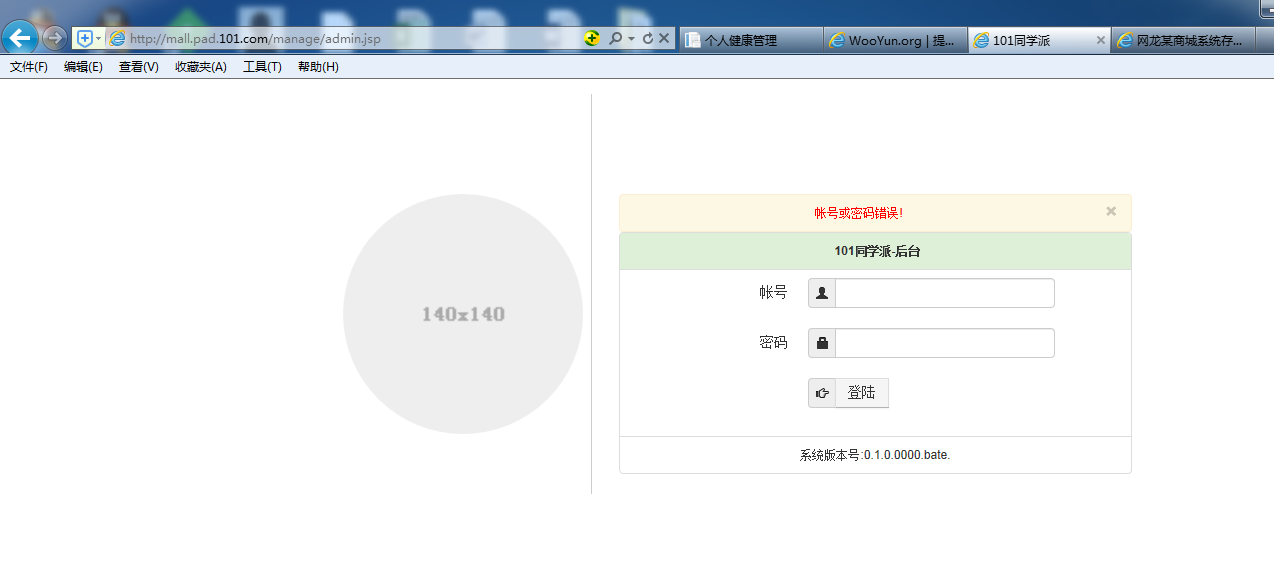 http://mall.pad.101.com/manage/admin.jsp
个人健康管理
WooYun.org | 提...
101同学派
网龙某商城系统存...
文件(F) 编辑(E) 查看(V) 收藏夹(A) 工具(T) 帮助(H)
140x140
帐号或密码错误!
101同学派-后台
帐号
密码
登陆
系统版本号:0.1.0.0000.bate.